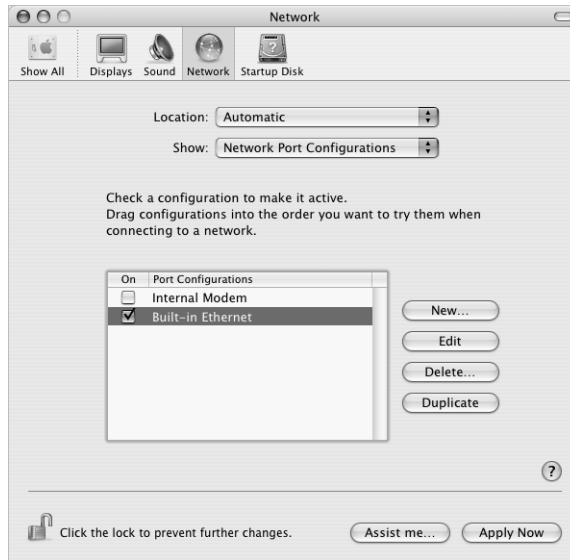 Network
Show All Displays Sound Network Startup Disk
Location: Automatic
Show: Network Port Configurations
Check a configuration to make it active.
Drag configurations into the order you want to try them when
connecting to a network.
On Port Configurations
Internal Modem
Built-in Ethernet
New...
Edit
Delete...
Duplicate
?
Click the lock to prevent further changes. Assist me... Apply Now